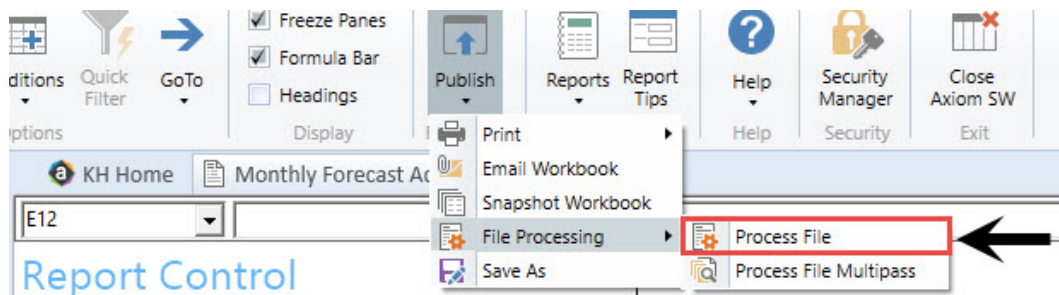 Freeze Panes
Formula Bar
Headings
ditions
Quick
Filter
GoTo
Publish
Reports
Report
Tips
Help
Security
Manager
Close
Axiom SW
ptions
Display
Help
Security
Exit
Print
Email Workbook
Snapshot Workbook
File Processing
Save As
Process File
Process File Multipass
KH Home
Monthly Forecast Ad
E12
Report Control